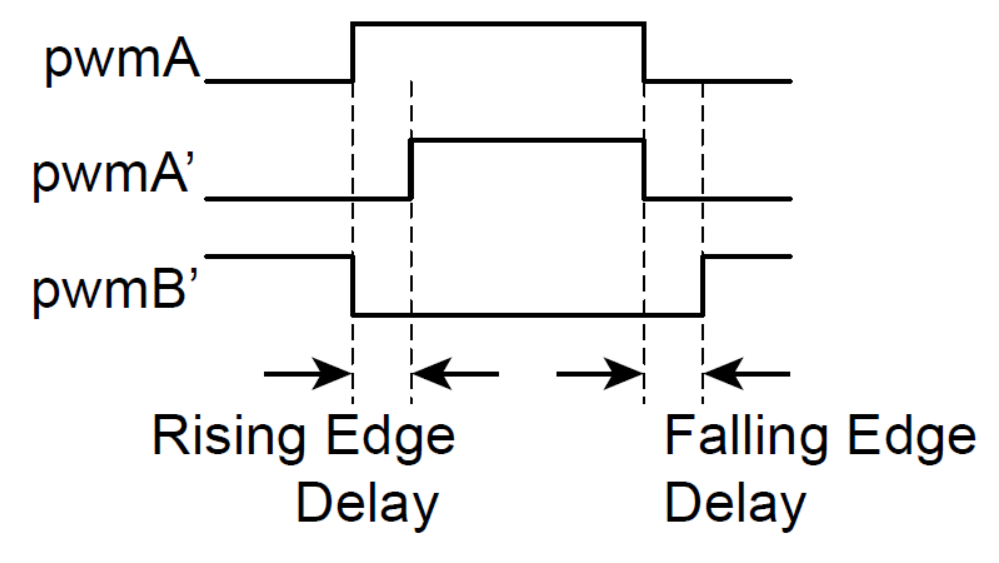 pwmA
pwmA’
pwmB’
Rising Edge
Delay
Falling Edge
Delay